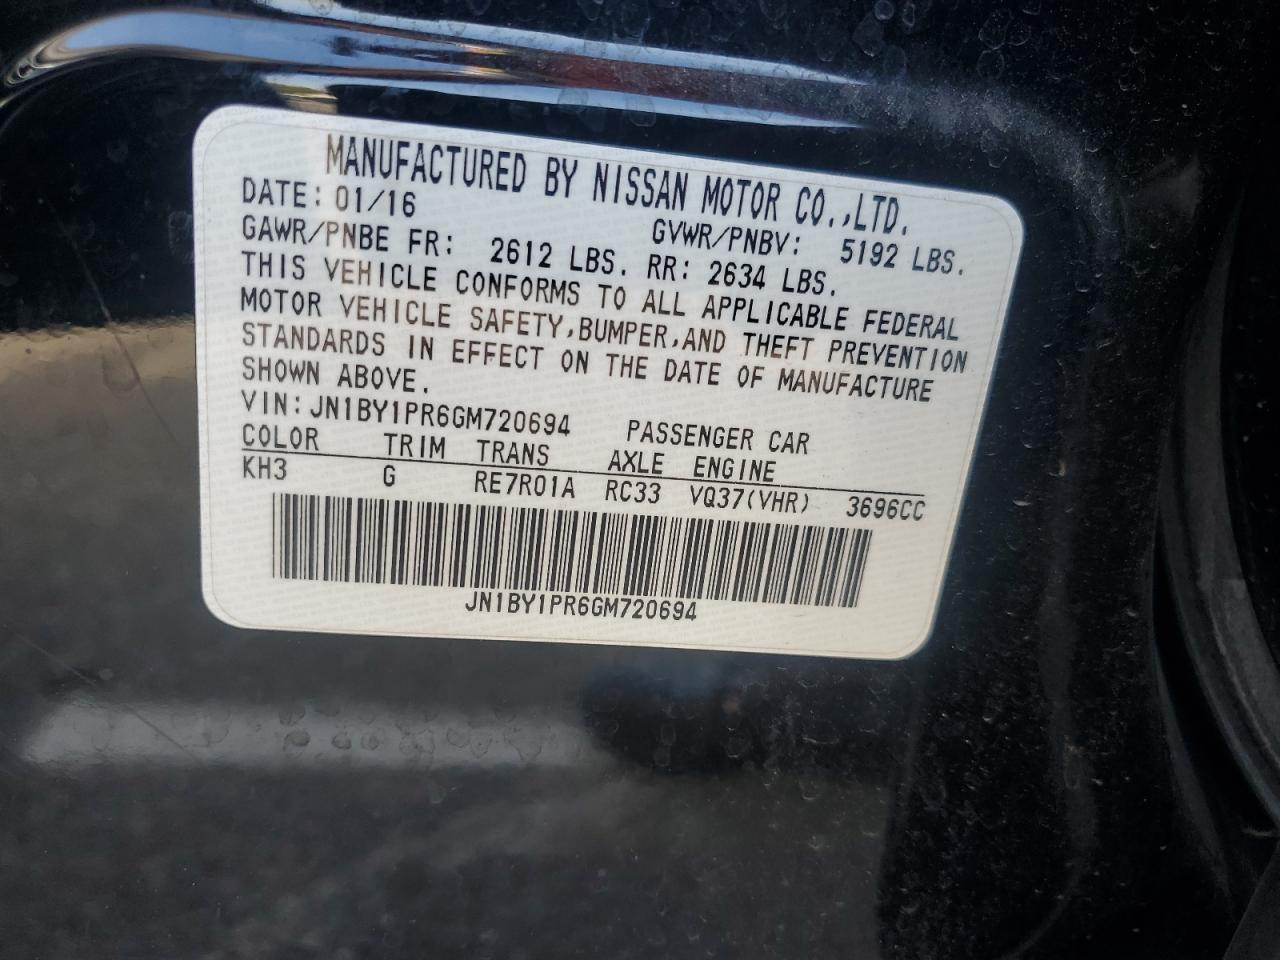 MANUFACTURED BY NISSAN MOTOR CO.,LTD.
DATE: 01/16 GVWR/PNBV: 5192 LBS.
GAWR/PNBE FR: 2612 LBS. RR: 2634 LBS.
THIS VEHICLE CONFORMS TO ALL APPLICABLE FEDERAL
MOTOR VEHICLE SAFETY,BUMPER,AND THEFT PREVENTION
STANDARDS IN EFFECT ON THE DATE OF MANUFACTURE
SHOWN ABOVE.
VIN: JN1BY1PR6GM720694 PASSENGER CAR
COLOR TRIM TRANS AXLE ENGINE
KH3 G RE7R01A RC33 VQ37(VHR) 3696CC
JN1BY1PR6GM720694